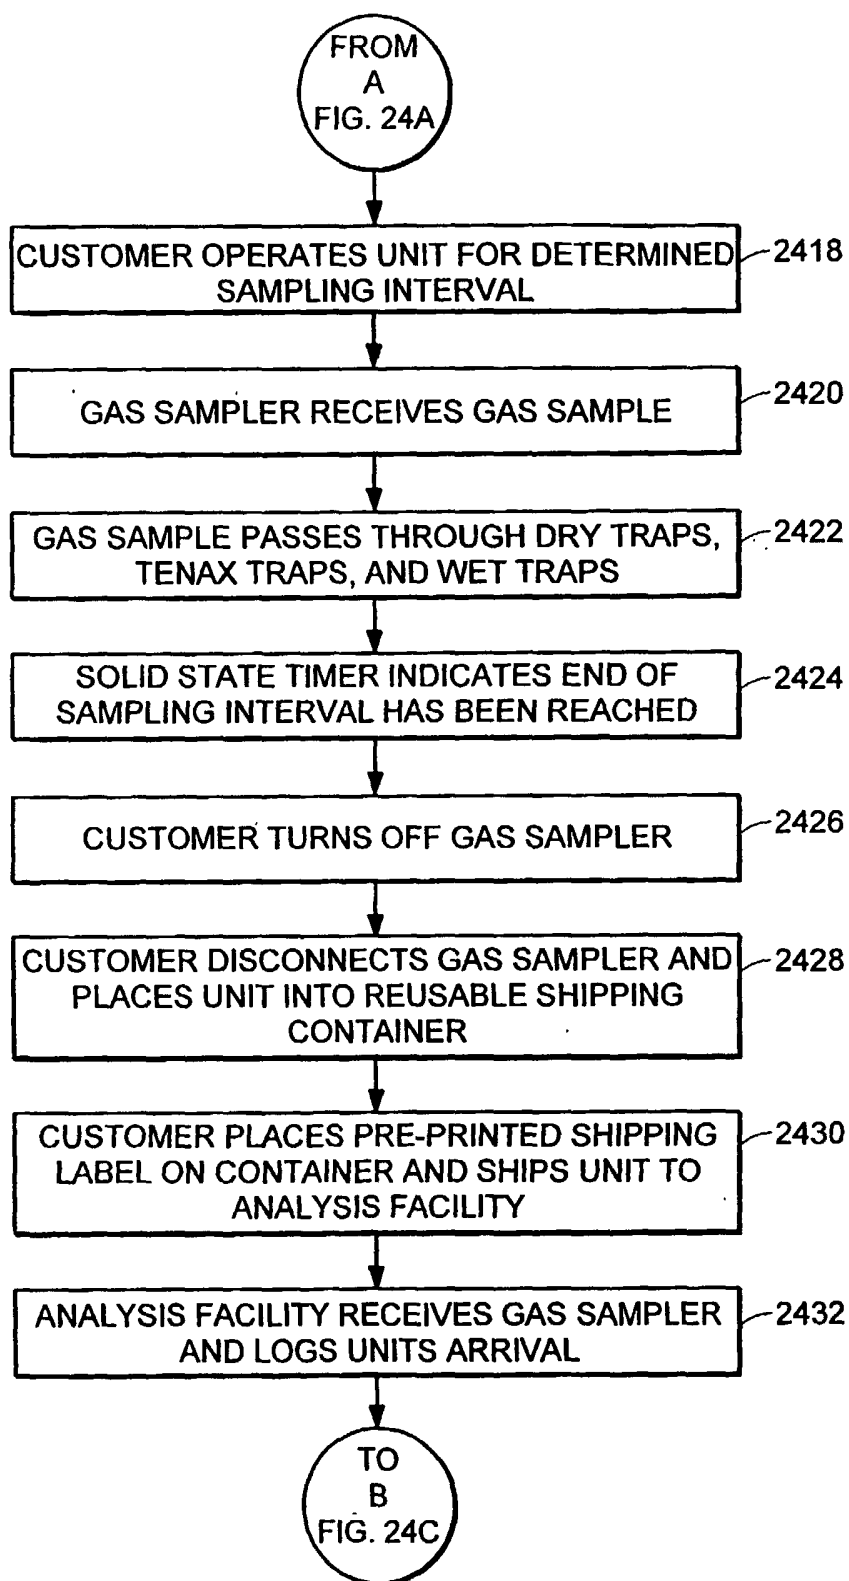 FROM
A
FIG. 24A
CUSTOMER OPERATES UNIT FOR DETERMINED
SAMPLING INTERVAL
2418
GAS SAMPLER RECEIVES GAS SAMPLE
2420
GAS SAMPLE PASSES THROUGH DRY TRAPS,
TENAX TRAPS, AND WET TRAPS
2422
SOLID STATE TIMER INDICATES END OF
SAMPLING INTERVAL HAS BEEN REACHED
2424
CUSTOMER TURNS OFF GAS SAMPLER
2426
CUSTOMER DISCONNECTS GAS SAMPLER AND
PLACES UNIT INTO REUSABLE SHIPPING
CONTAINER
2428
CUSTOMER PLACES PRE-PRINTED SHIPPING
LABEL ON CONTAINER AND SHIPS UNIT TO
ANALYSIS FACILITY
2430
ANALYSIS FACILITY RECEIVES GAS SAMPLER
AND LOGS UNITS ARRIVAL
2432
TO
B
FIG. 24C